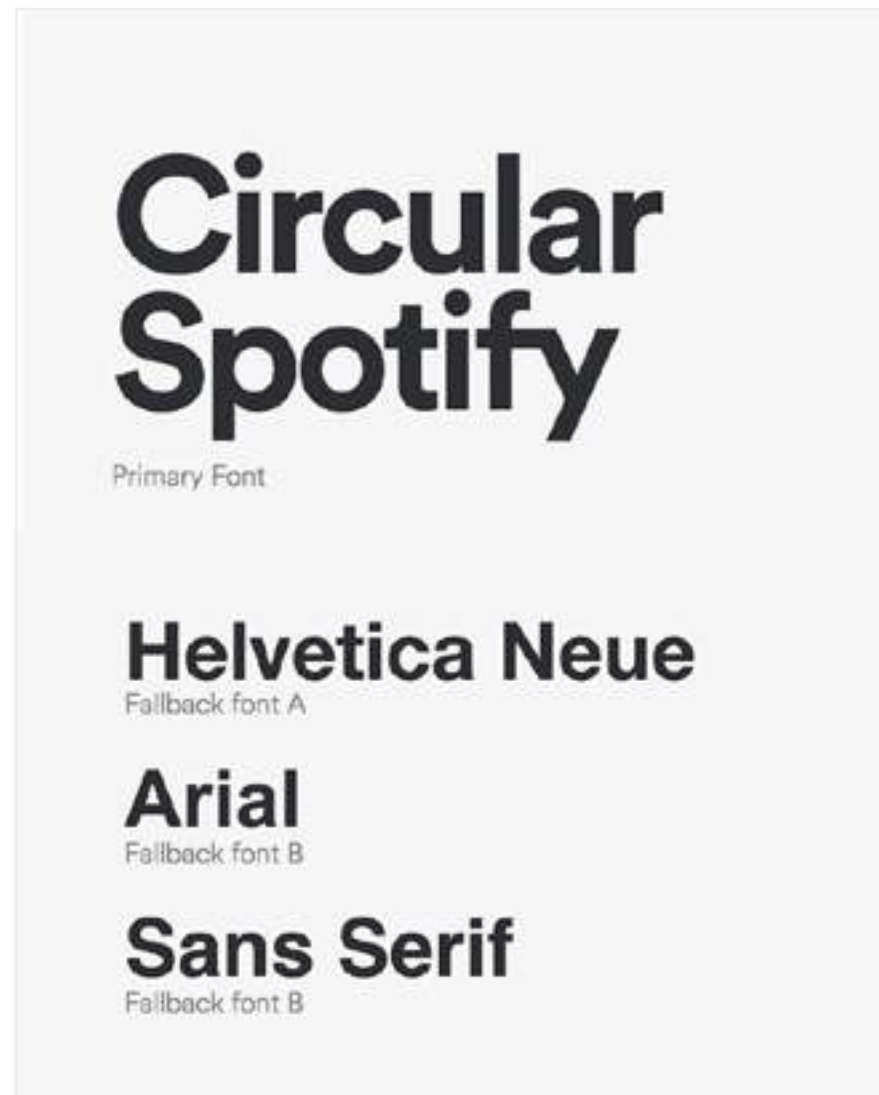 Circular
Spotify
Primary Font
Helvetica Neue
Fallback font A
Arial
Fallback font B
Sans Serif
Fallback font B